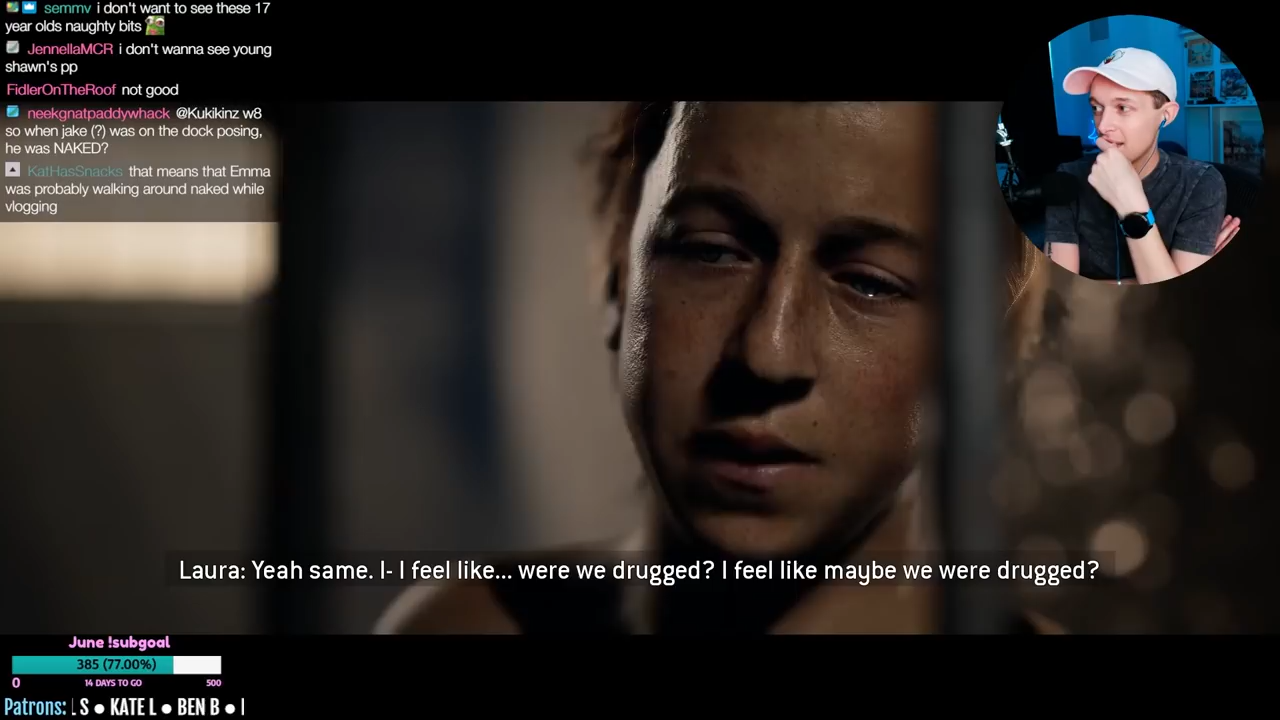 semmv i don't want to see these 17
year olds naughty bits
JennellaMCR i don't wanna see young
shawn's pp
FidlerOnTheRoof not good
neekgnatpaddywhack @Kukikinz w8
so when jake (?) was on the dock posing,
he was NAKED?
KatHasSnacks that means that Emma
was probably walking around naked while
vlogging
Laura: Yeah same. I- I feel like... were we drugged? I feel like maybe we were drugged?
June !subgoal
385 (77.00%)
0 14 DAYS TO GO 500
Patrons: L S ● KATE L ● BEN B ●